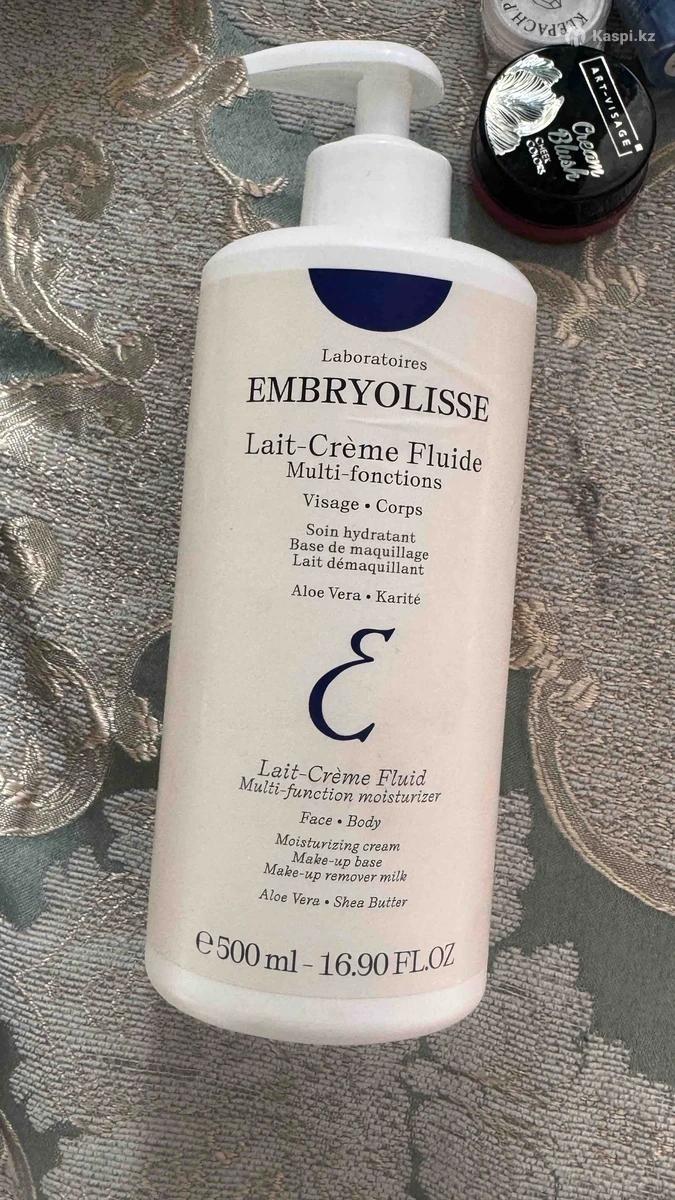 Kaspi.kz
ART-VISAGE
Cream
Blush
CHEEK
COLORS
Laboratoires
EMBRYOLISSE
Lait-Crème Fluide
Multi-fonctions
Visage • Corps
Soin hydratant
Base de maquillage
Lait démaquillant
Aloe Vera • Karité
ℰ
Lait-Crème Fluid
Multi-function moisturizer
Face • Body
Moisturizing cream
Make-up base
Make-up remover milk
Aloe Vera • Shea Butter
℮ 500 ml - 16.90 FL.OZ